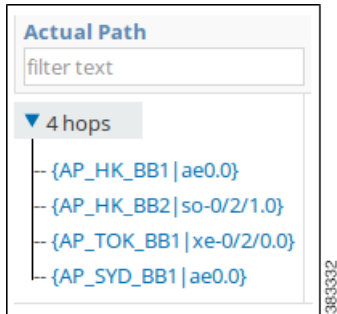 Actual Path
filter text
▼ 4 hops
{AP_HK_BB1|ae0.0}
{AP_HK_BB2|so-0/2/1.0}
{AP_TOK_BB1|xe-0/2/0.0}
{AP_SYD_BB1|ae0.0}
383332